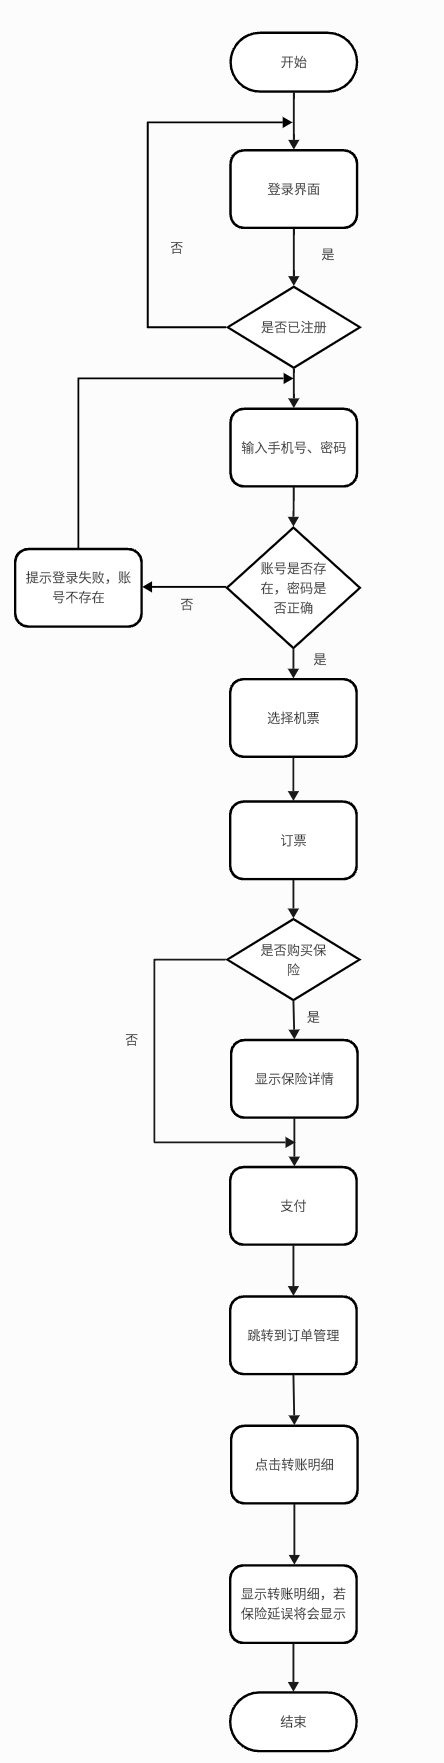 开始
登录界面
否
是
是否已注册
输入手机号、密码
账号是否存
在，密码是
否正确
提示登录失败，账
号不存在
否
是
选择机票
订票
是否购买保
险
是
否
显示保险详情
支付
跳转到订单管理
点击转账明细
显示转账明细，若
保险延误将会显示
结束